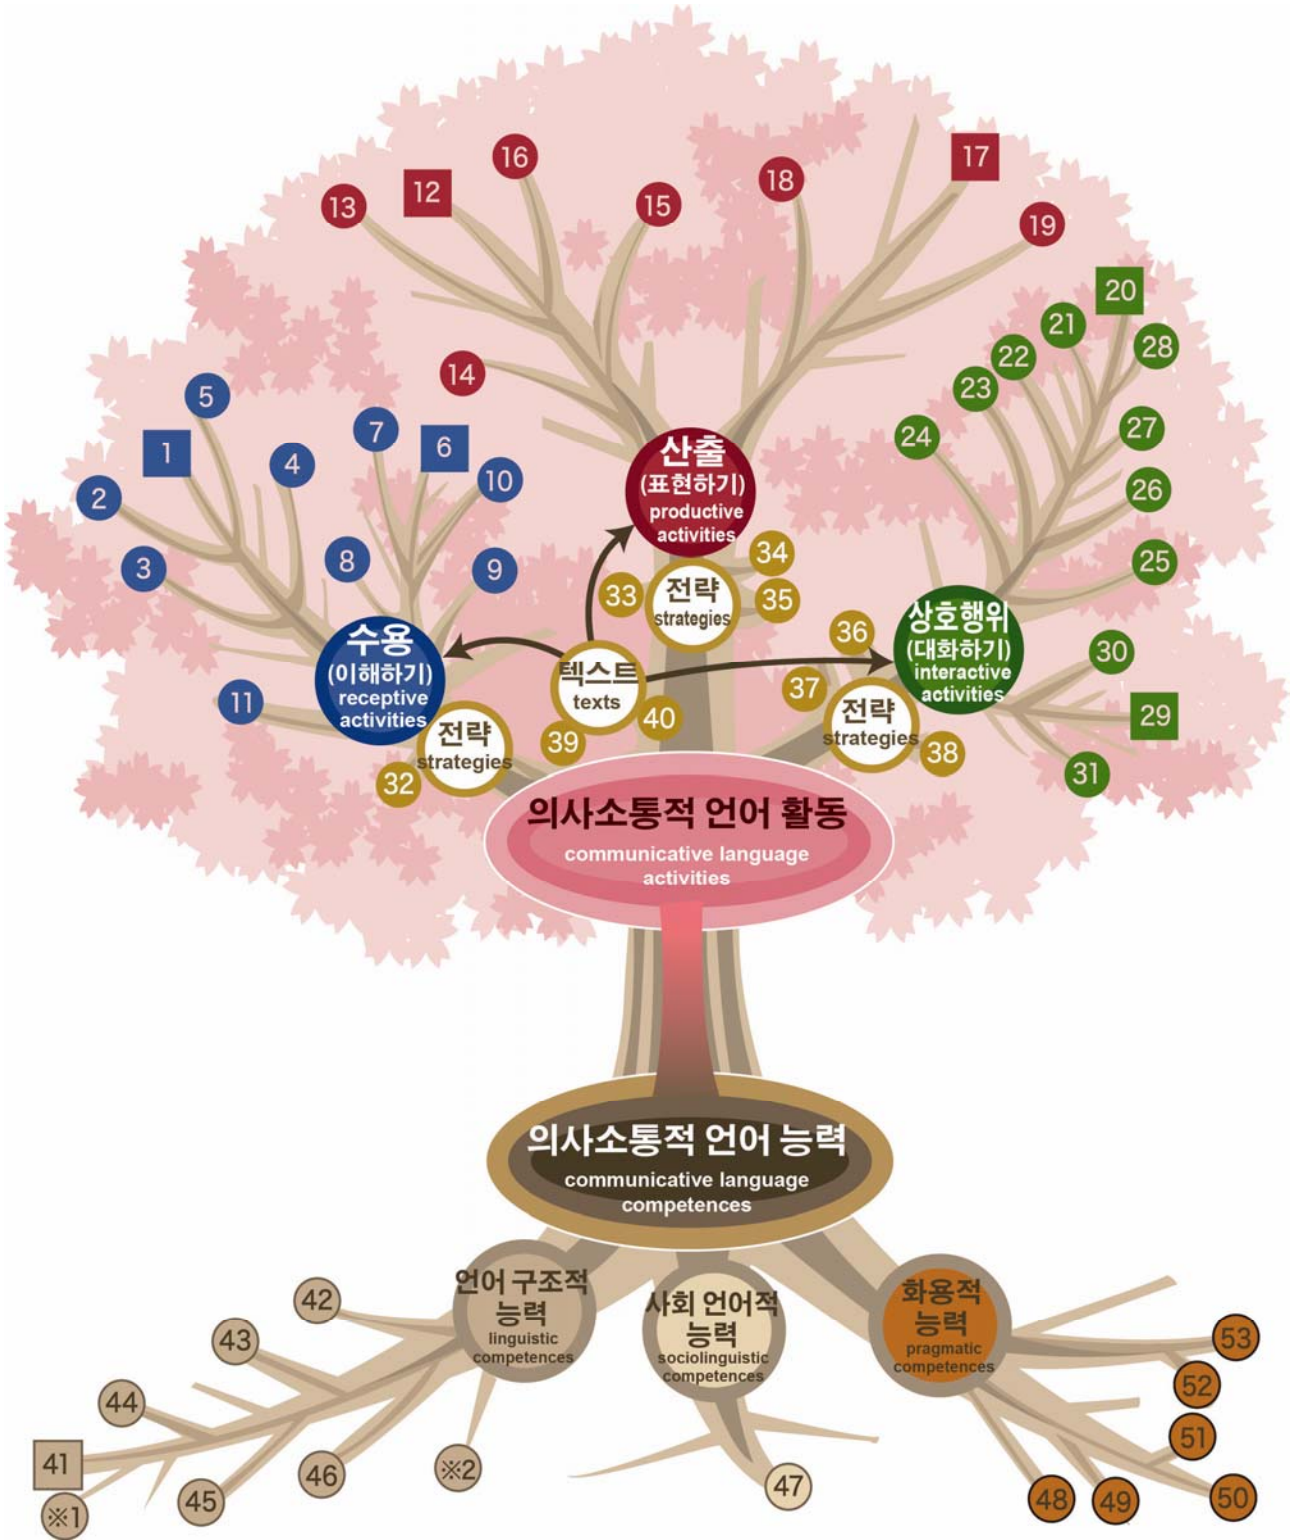 16
17
12
18
13
15
19
20
21
28
22
14
23
5
7
27
1
6
24
4
산출
(표현하기)
productive
activities
10
26
2
34
8
9
25
3
33
전략
strategies
35
수용
(이해하기)
receptive
activities
36
상호행위
(대화하기)
interactive
activities
30
텍스트
texts
37
11
40
29
39
전략
strategies
전략
strategies
38
32
31
의사소통적 언어 활동
communicative language
activities
의사소통적 언어 능력
communicative language
competences
언어 구조적
능력
linguistic
competences
사회 언어적
능력
sociolinguistic
competences
화용적
능력
pragmatic
competences
42
43
53
52
44
51
41
※2
46
47
50
45
48
49
※1